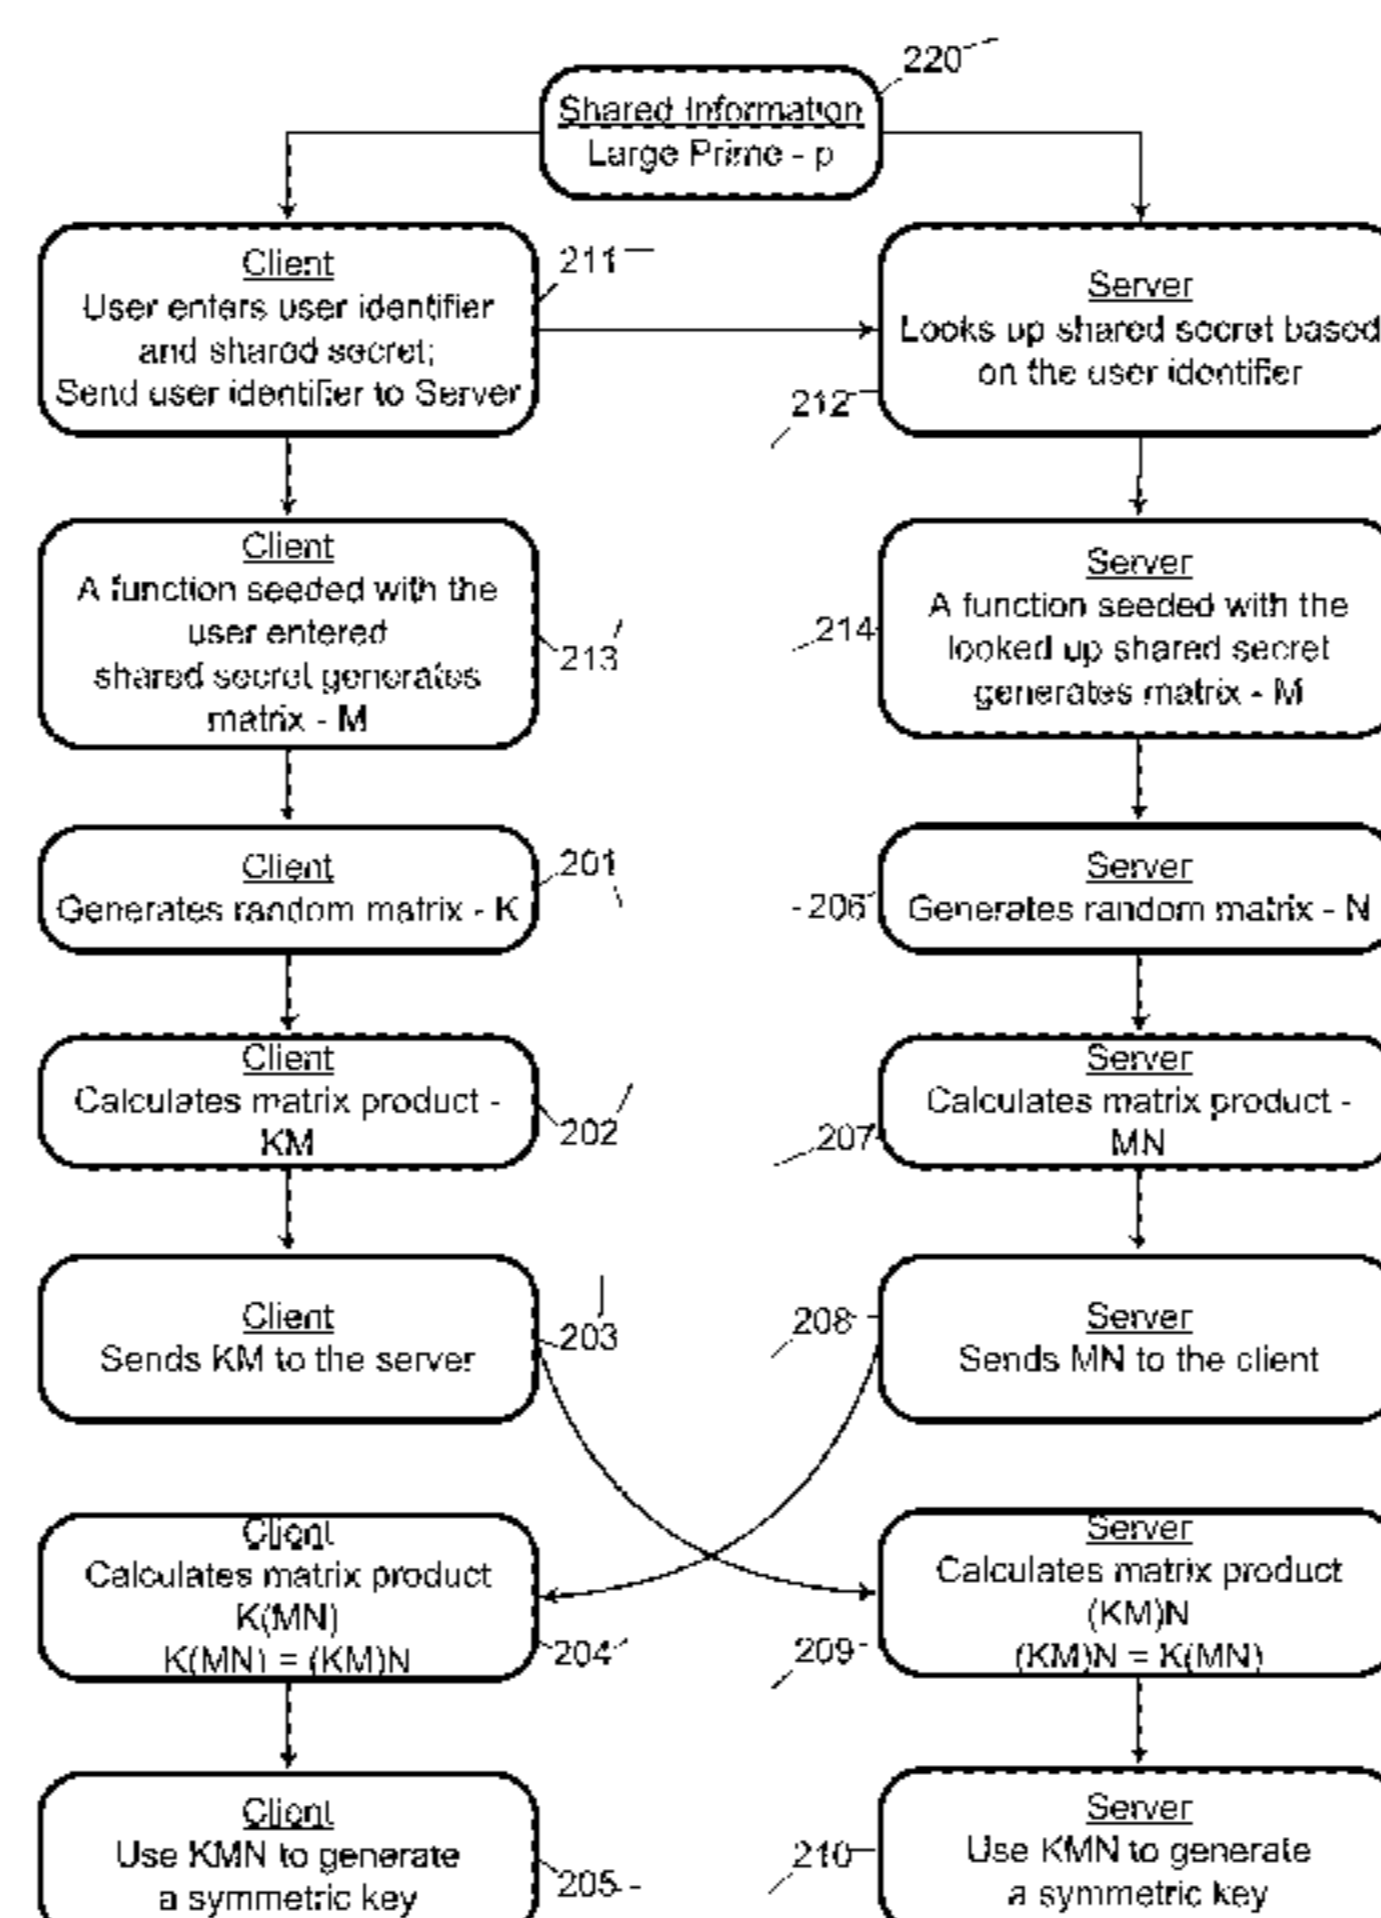 220
Shared Information
Large Prime - p
Client
User enters user identifier
and shared secret;
Send user identifier to Server
211
Server
Looks up shared secret based
on the user identifier
212
Client
A function seeded with the
user entered
shared secret generates
matrix - M
213
Server
A function seeded with the
looked up shared secret
generates matrix - M
214
Client
Generates random matrix - K
201
Server
Generates random matrix - N
206
Client
Calculates matrix product -
KM
202
Server
Calculates matrix product -
MN
207
Client
Sends KM to the server
203
Server
Sends MN to the client
208
Client
Calculates matrix product
K(MN)
K(MN) = (KM)N
204
Server
Calculates matrix product
(KM)N
(KM)N = K(MN)
209
Client
Use KMN to generate
a symmetric key
205
Server
Use KMN to generate
a symmetric key
210